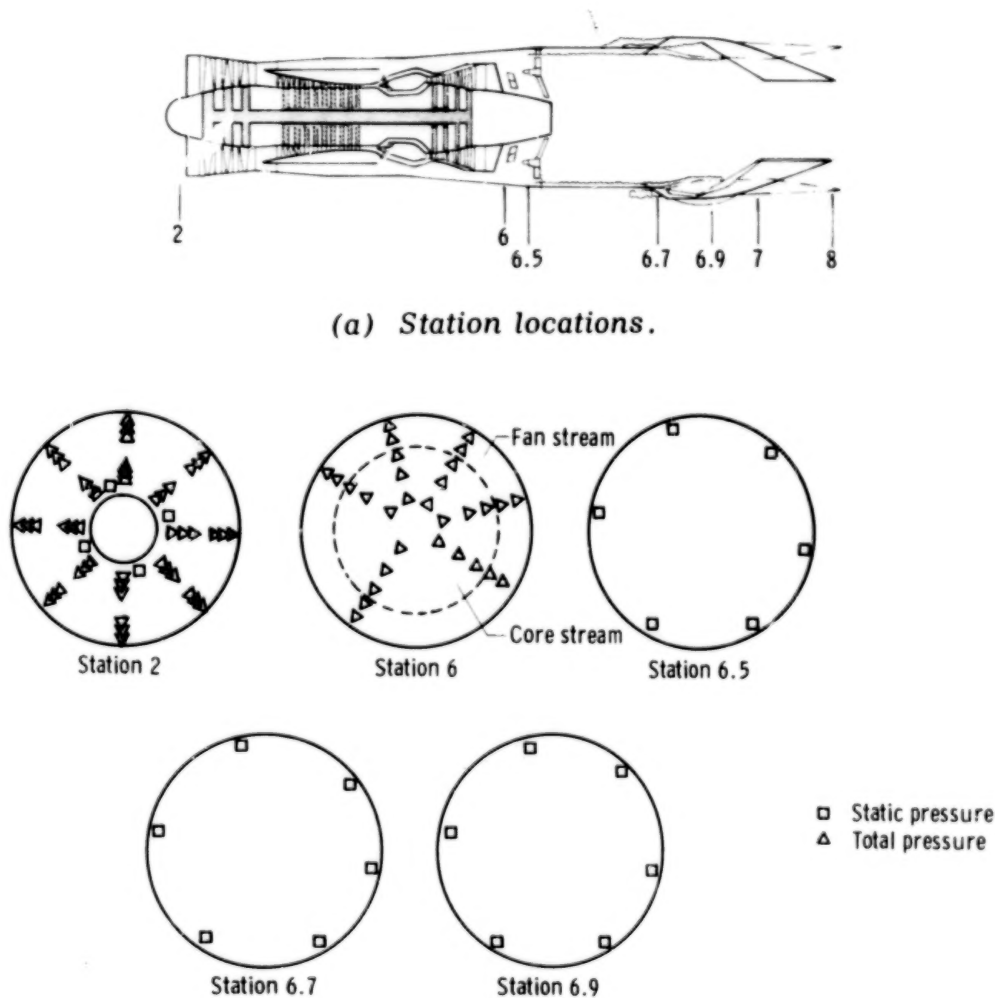 2
6
6.5
6.7
6.9
7
8
(a) Station locations.
Fan stream
Core stream
Station 2
Station 6
Station 6.5
Static pressure
Total pressure
Station 6.7
Station 6.9